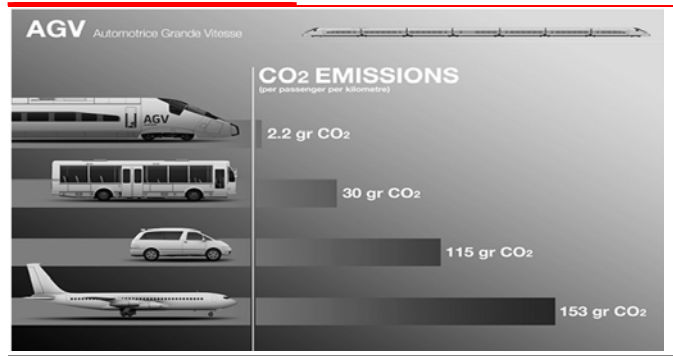 AGV Automotrice Grande Vitesse
CO2 EMISSIONS
(per passenger per kilometre)
AGV
2.2 gr CO2
30 gr CO2
115 gr CO2
153 gr CO2